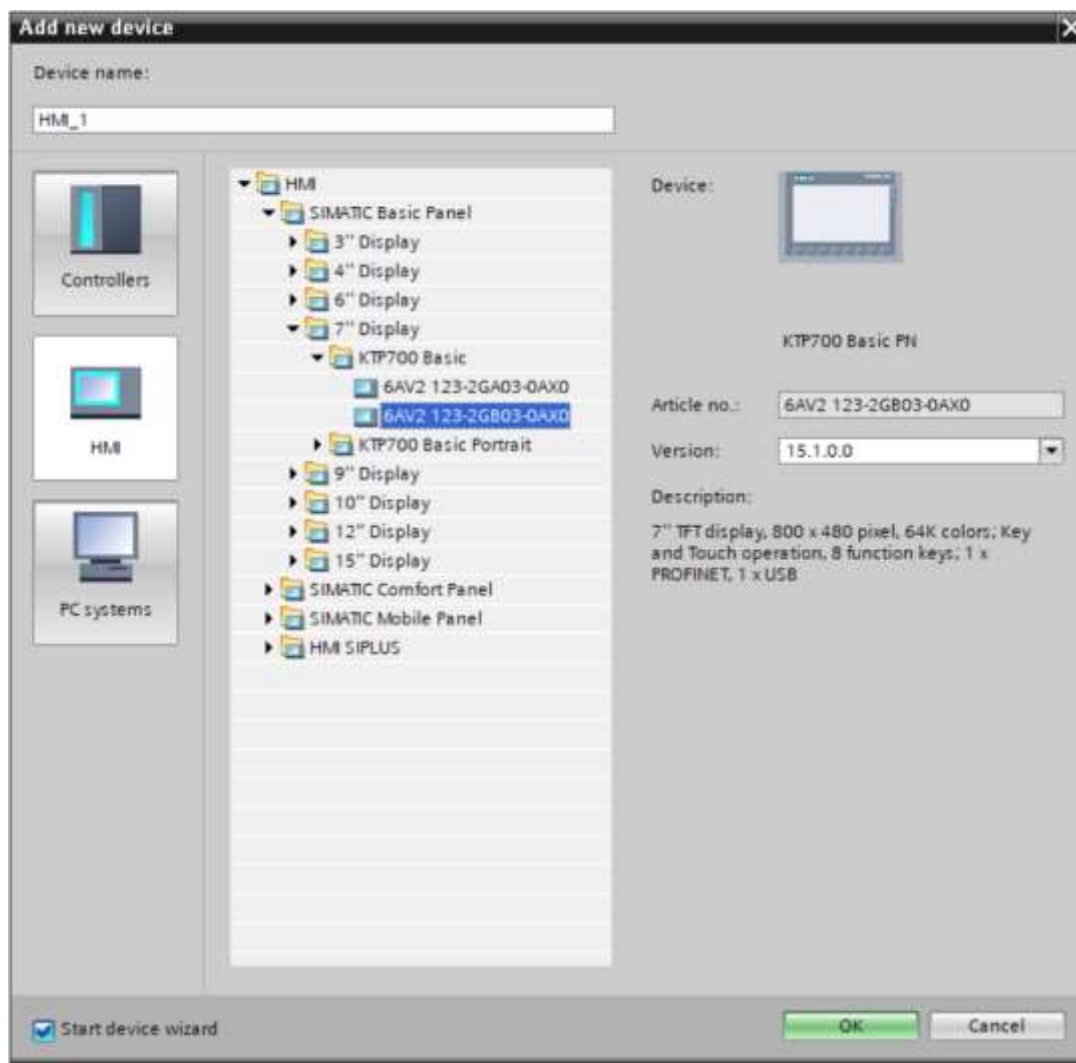 Add new device
Device name:
HMI_1
Controllers
HMI
PC systems
HMI
SIMATIC Basic Panel
3" Display
4" Display
6" Display
7" Display
KTP700 Basic
6AV2 123-2GA03-0AX0
6AV2 123-2GB03-0AX0
KTP700 Basic Portrait
9" Display
10" Display
12" Display
15" Display
SIMATIC Comfort Panel
SIMATIC Mobile Panel
HMI SIPLUS
Device:
KTP700 Basic PN
Article no.: 6AV2 123-2GB03-0AX0
Version: 15.1.0.0
Description:
7" TFT display, 800 x 480 pixel, 64K colors; Key
and Touch operation, 8 function keys; 1 x
PROFINET, 1 x USB
Start device wizard
OK Cancel